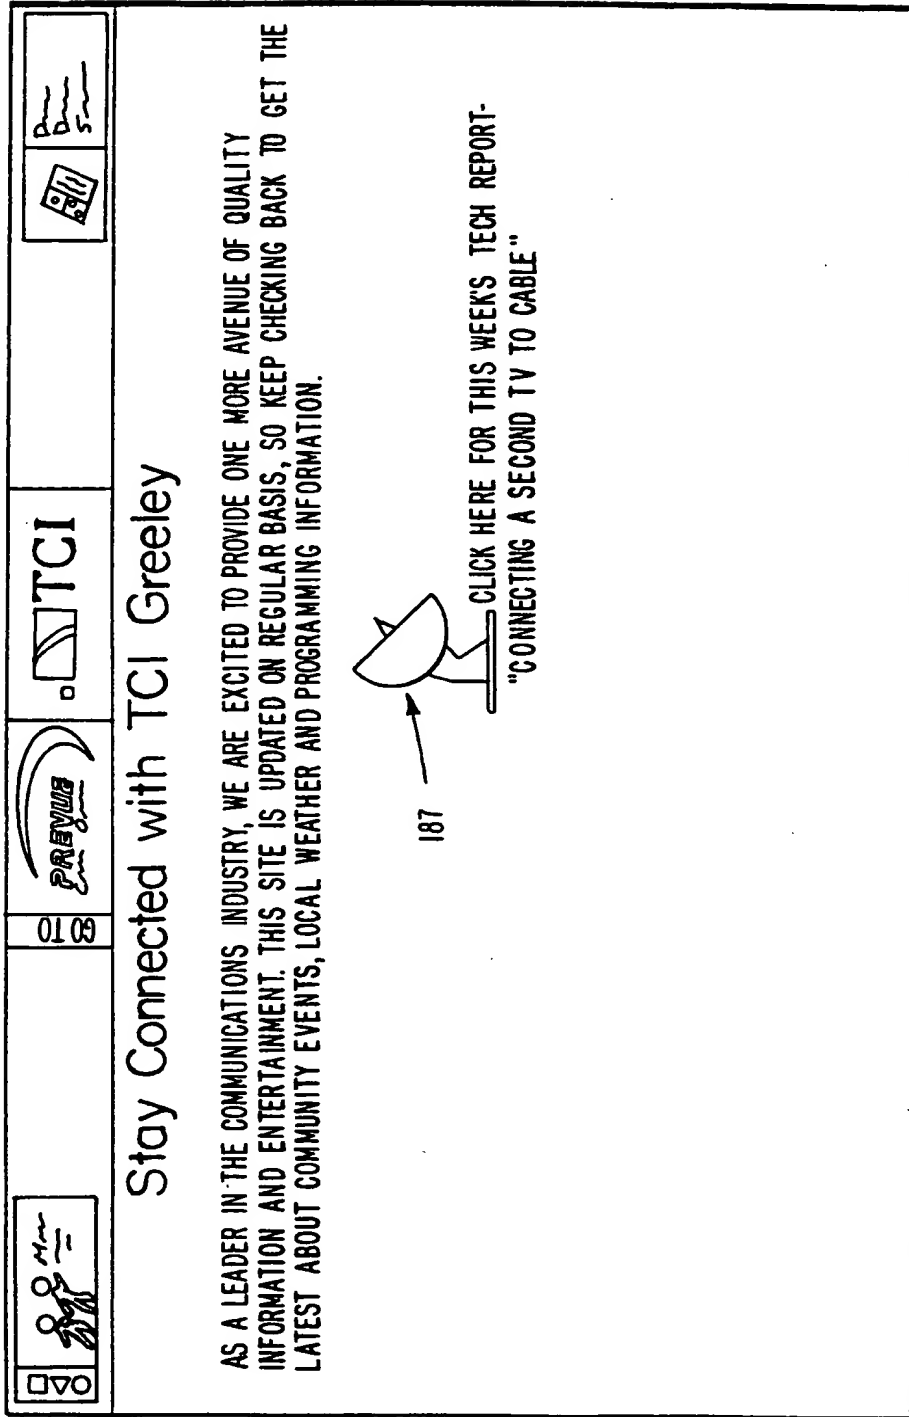 PREVUE
TCI
Stay Connected with TCI Greeley
AS A LEADER IN THE COMMUNICATIONS INDUSTRY, WE ARE EXCITED TO PROVIDE ONE MORE AVENUE OF QUALITY
INFORMATION AND ENTERTAINMENT. THIS SITE IS UPDATED ON REGULAR BASIS, SO KEEP CHECKING BACK TO GET THE
LATEST ABOUT COMMUNITY EVENTS, LOCAL WEATHER AND PROGRAMMING INFORMATION.
187
CLICK HERE FOR THIS WEEK'S TECH REPORT-
"CONNECTING A SECOND TV TO CABLE"